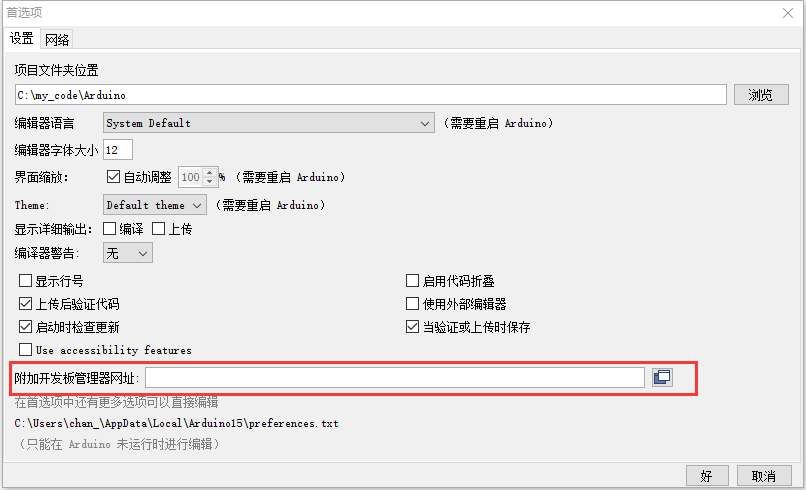 首选项
设置 网络
项目文件夹位置
C:\my_code\Arduino 浏览
编辑器语言 System Default (需要重启 Arduino)
编辑器字体大小 12
界面缩放: 自动调整 100 % (需要重启 Arduino)
Theme: Default theme (需要重启 Arduino)
显示详细输出: 编译 上传
编译器警告: 无
显示行号 启用代码折叠
上传后验证代码 使用外部编辑器
启动时检查更新 当验证或上传时保存
Use accessibility features
附加开发板管理器网址:
在首选项中还有更多选项可以直接编辑
C:\Users\chan_\AppData\Local\Arduino15\preferences.txt
(只能在 Arduino 未运行时进行编辑)
好 取消